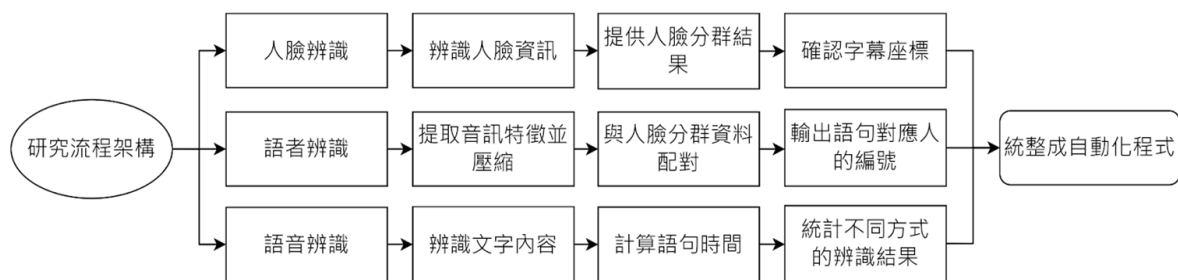 研究流程架構
人臉辨識
辨識人臉資訊
提供人臉分群結
果
確認字幕座標
語者辨識
提取音訊特徵並
壓縮
與人臉分群資料
配對
輸出語句對應人
的編號
語音辨識
辨識文字內容
計算語句時間
統計不同方式
的辨識結果
統整成自動化程式